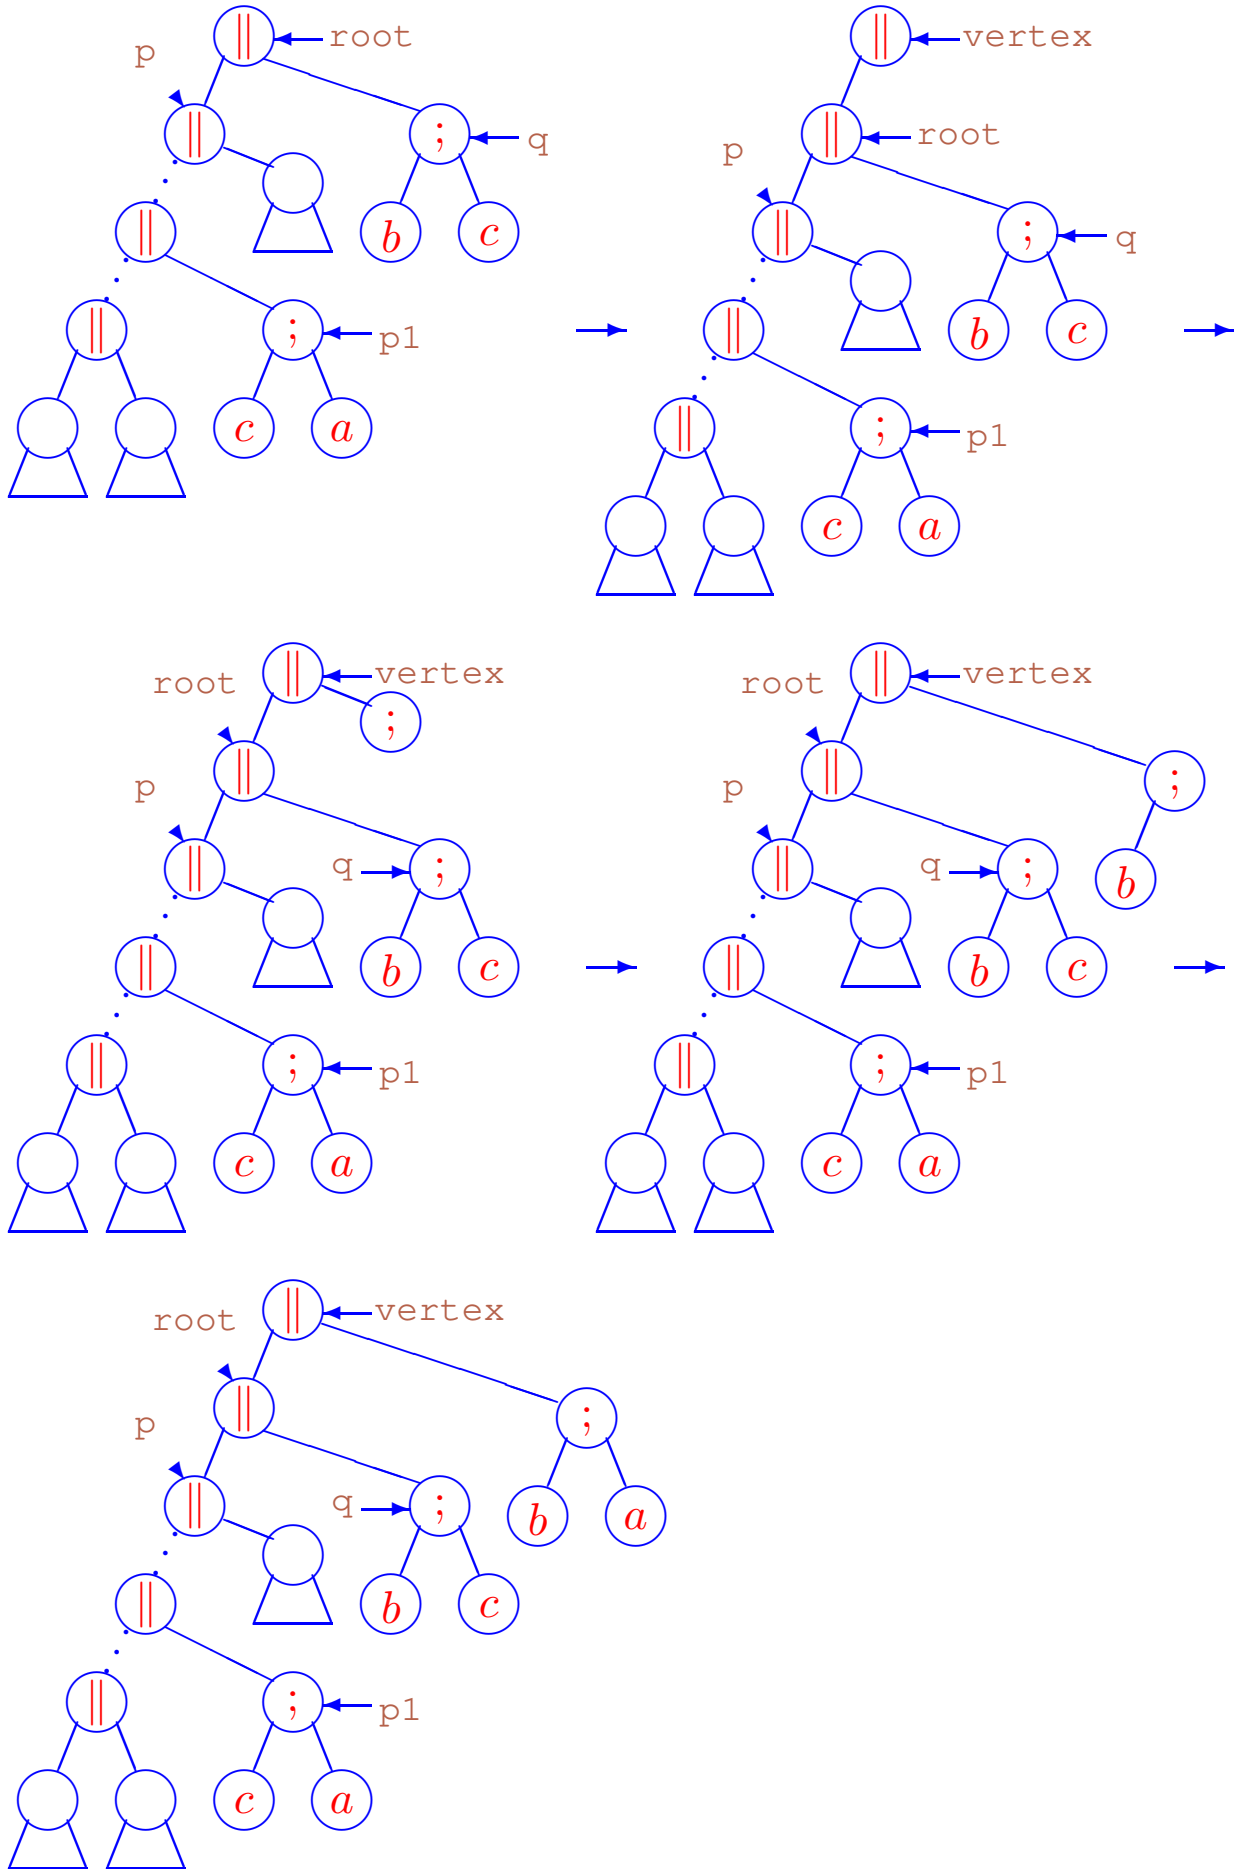 || root
p
|| ; q
|| b c
|| ; p1
c a
|| vertex
|| root
p
|| ; q
|| b c
|| ; p1
c a
|| vertex
root ;
||
p
|| q ;
|| b c
|| ; p1
c a
|| vertex
root
|| ;
p
|| q ; b
|| b c
|| ; p1
c a
|| vertex
root
|| ;
p
|| q ; b a
|| b c
|| ; p1
c a